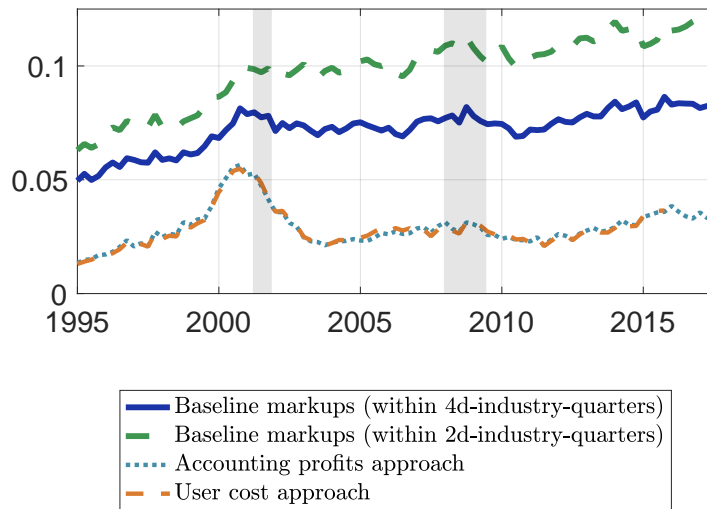 0.1
0.05
0
1995 2000 2005 2010 2015
Baseline markups (within 4d-industry-quarters)
Baseline markups (within 2d-industry-quarters)
Accounting profits approach
User cost approach